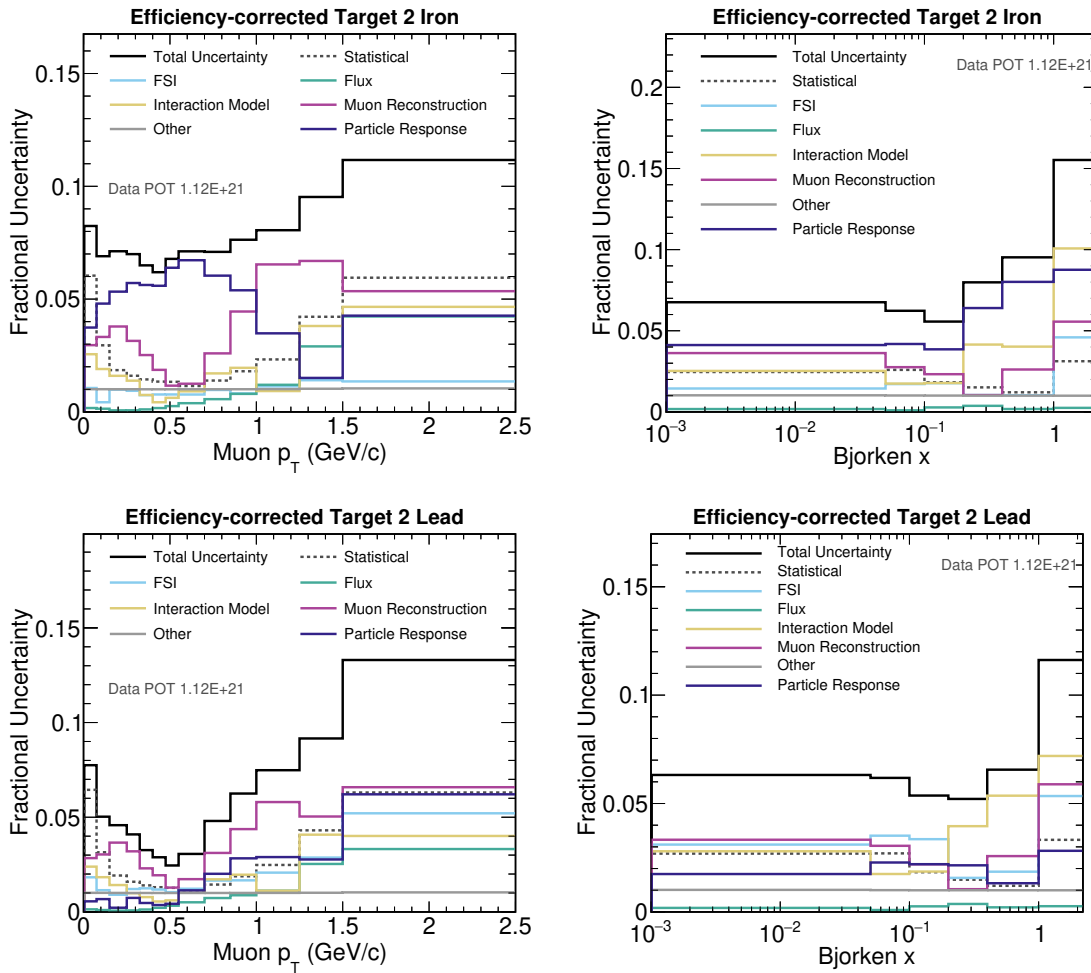 Efficiency-corrected Target 2 Iron
Fractional Uncertainty
0.15
0.1
0.05
0
Total Uncertainty
Statistical
FSI
Flux
Interaction Model
Muon Reconstruction
Other
Particle Response
Data POT 1.12E+21
0 0.5 1 1.5 2 2.5
Muon p_T (GeV/c)
Efficiency-corrected Target 2 Iron
Fractional Uncertainty
0.2
0.15
0.1
0.05
0
Total Uncertainty
Statistical
FSI
Flux
Interaction Model
Muon Reconstruction
Other
Particle Response
Data POT 1.12E+21
10⁻³ 10⁻² 10⁻¹ 1
Bjorken x
Efficiency-corrected Target 2 Lead
Fractional Uncertainty
0.15
0.1
0.05
0
Total Uncertainty
Statistical
FSI
Flux
Interaction Model
Muon Reconstruction
Other
Particle Response
Data POT 1.12E+21
0 0.5 1 1.5 2 2.5
Muon p_T (GeV/c)
Efficiency-corrected Target 2 Lead
Fractional Uncertainty
0.15
0.1
0.05
0
Total Uncertainty
Statistical
FSI
Flux
Interaction Model
Muon Reconstruction
Other
Particle Response
Data POT 1.12E+21
10⁻³ 10⁻² 10⁻¹ 1
Bjorken x